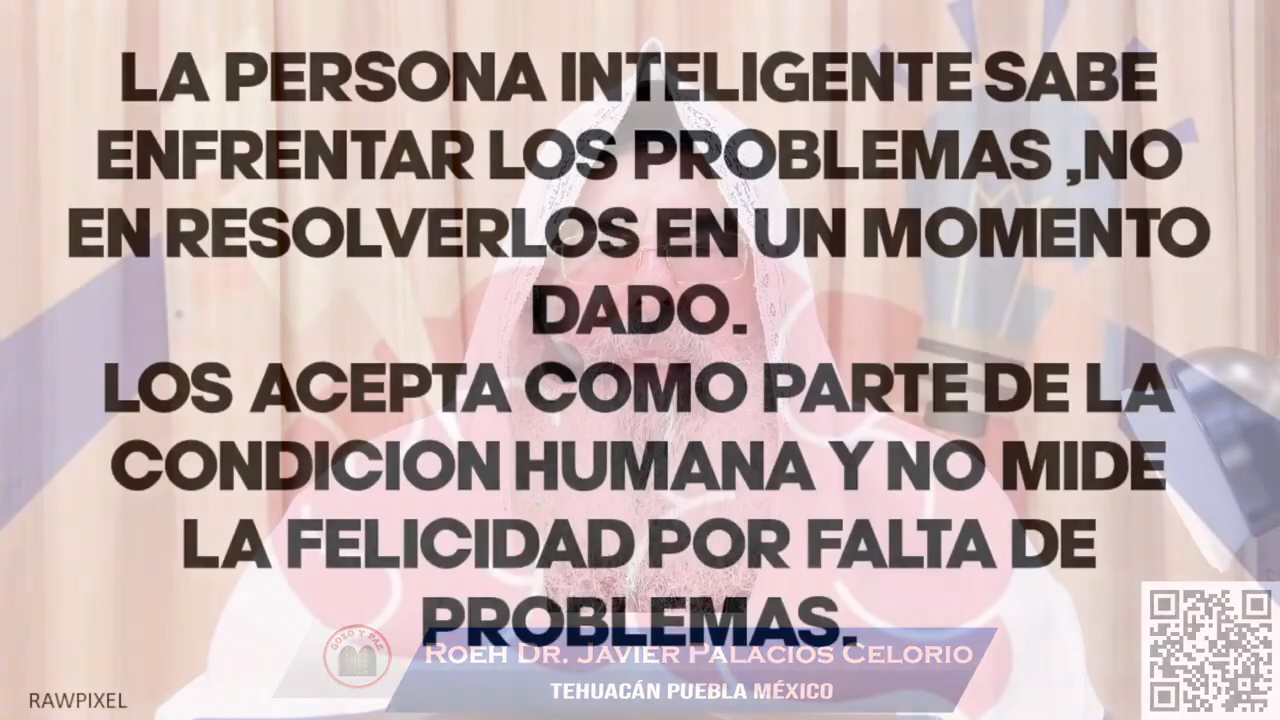 LA PERSONA INTELIGENTE SABE
ENFRENTAR LOS PROBLEMAS ,NO
EN RESOLVERLOS EN UN MOMENTO
DADO.
LOS ACEPTA COMO PARTE DE LA
CONDICION HUMANA Y NO MIDE
LA FELICIDAD POR FALTA DE
PROBLEMAS.
GOZO Y PAZ
ROEH DR. JAVIER PALACIOS CELORIO
TEHUACÁN PUEBLA MÉXICO
RAWPIXEL